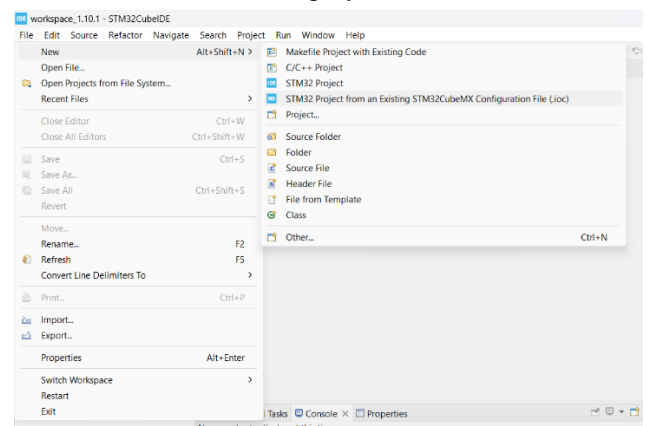 IDE workspace_1.10.1 - STM32CubeIDE
File Edit Source Refactor Navigate Search Project Run Window Help
New Alt+Shift+N >
Open File...
Open Projects from File System...
Recent Files >
Close Editor Ctrl+W
Close All Editors Ctrl+Shift+W
Save Ctrl+S
Save As...
Save All Ctrl+Shift+S
Revert
Move...
Rename... F2
Refresh F5
Convert Line Delimiters To >
Print... Ctrl+P
Import...
Export...
Properties Alt+Enter
Switch Workspace >
Restart
Exit
Makefile Project with Existing Code
C/C++ Project
IDE STM32 Project
MX STM32 Project from an Existing STM32CubeMX Configuration File (.ioc)
Project...
Source Folder
Folder
Source File
Header File
File from Template
Class
Other... Ctrl+N
Tasks Console × Properties